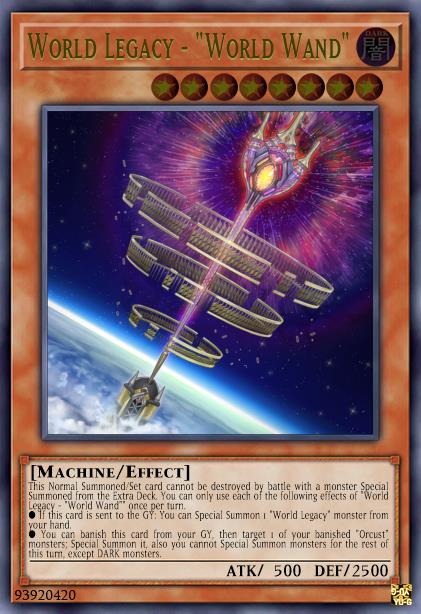 World Legacy - "World Wand"
DARK
闇
[Machine/Effect]
This Normal Summoned/Set card cannot be destroyed by battle with a monster Special
Summoned from the Extra Deck. You can only use each of the following effects of "World
Legacy - "World Wand"" once per turn.
● If this card is sent to the GY: You can Special Summon 1 "World Legacy" monster from
your hand.
● You can banish this card from your GY, then target 1 of your banished "Orcust"
monsters; Special Summon it, also you cannot Special Summon monsters for the rest of
this turn, except DARK monsters.
ATK/ 500 DEF/2500
93920420